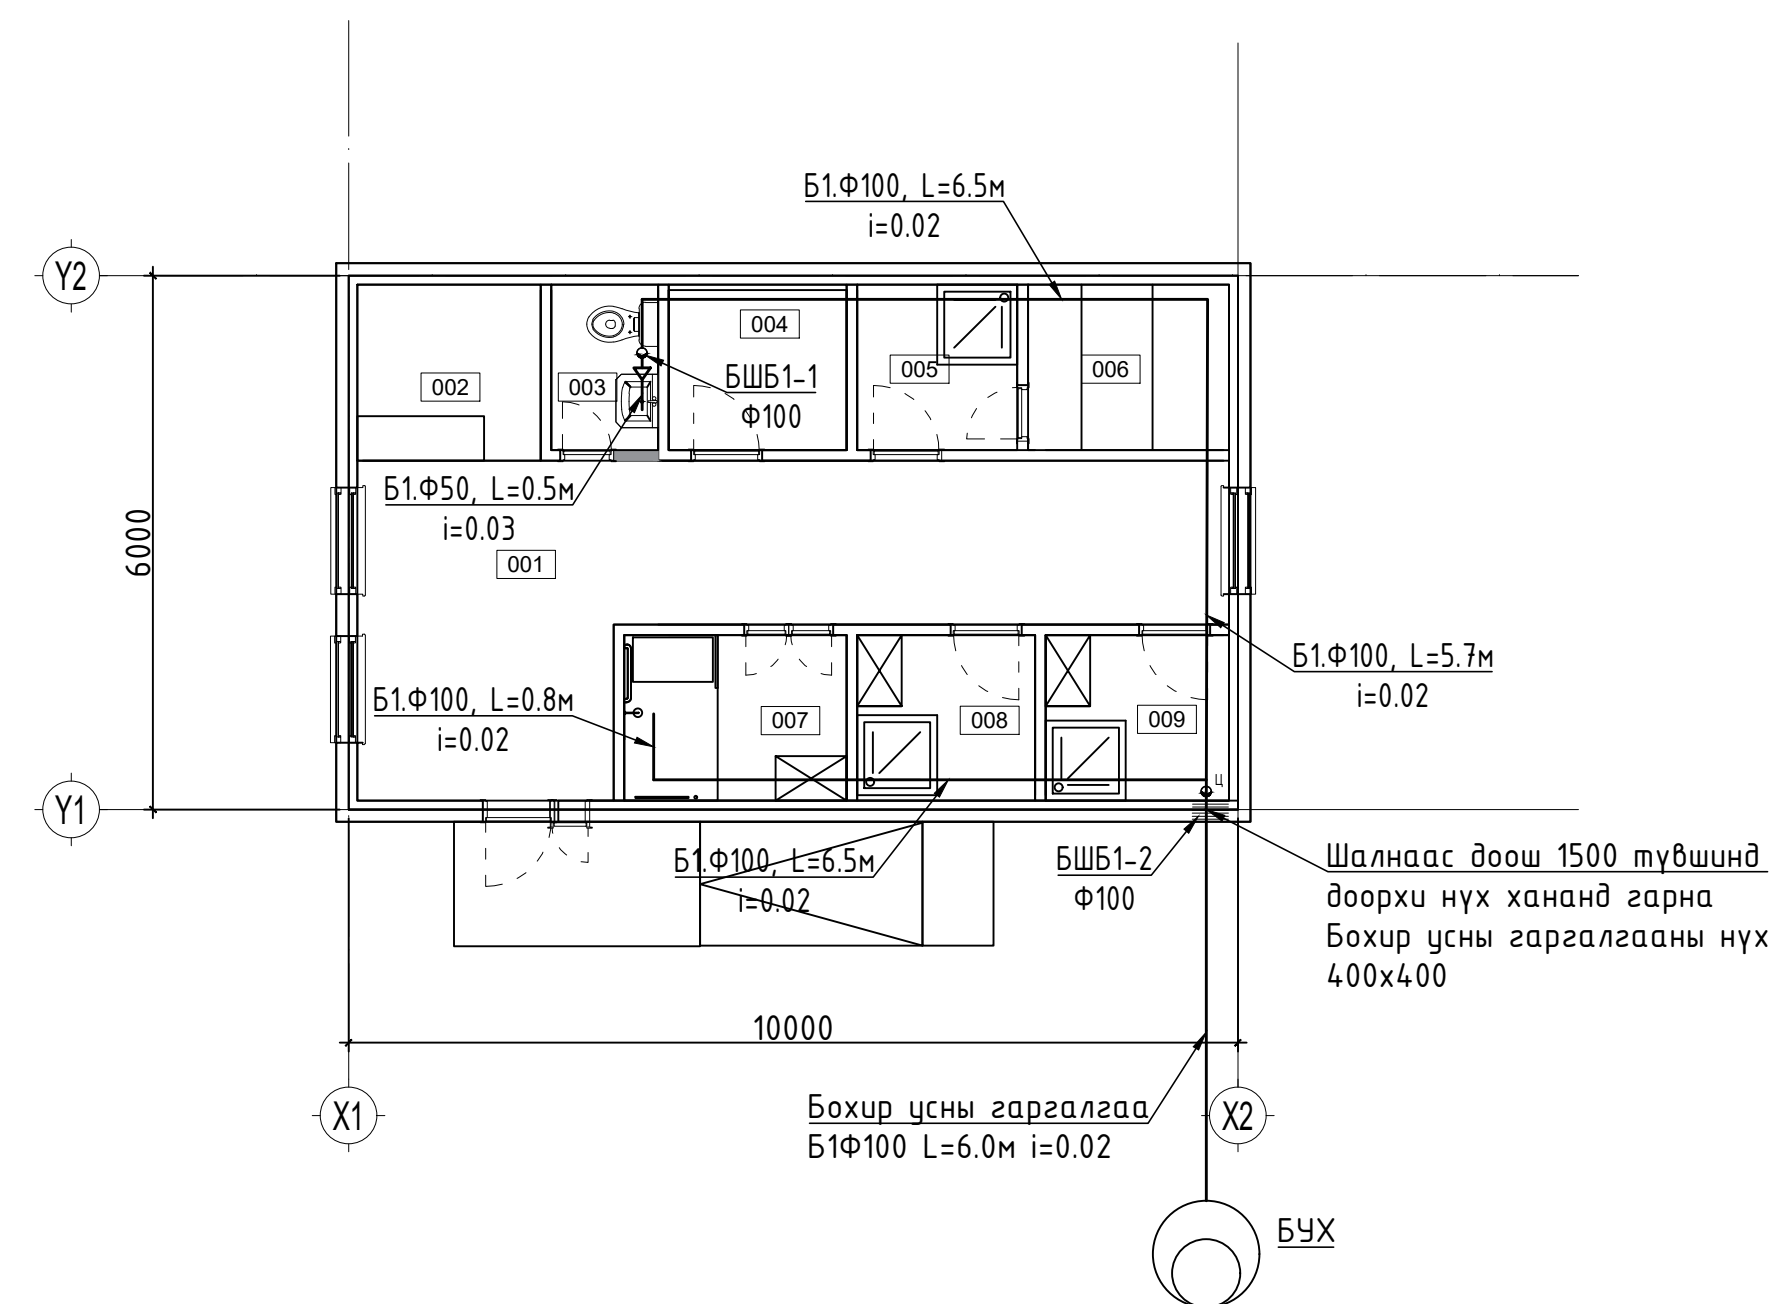 Б1.Ф100, L=6.5м
i=0.02
Y2
004
БШБ1-1
Ф100
002
003
005
006
Б1.Ф50, L=0.5м
i=0.03
6000
001
Б1.Ф100, L=5.7м
i=0.02
Б1.Ф100, L=0.8м
i=0.02
007
008
009
ц
Y1
Б1.Ф100, L=6.5м
i=0.02
БШБ1-2
Ф100
Шалнаас доош 1500 түвшинд
доорхи нүх хананд гарна
Бохир усны гаргалгааны нүх
400х400
10000
X1
X2
Бохир усны гаргалгаа
Б1Ф100 L=6.0м i=0.02
БУХ